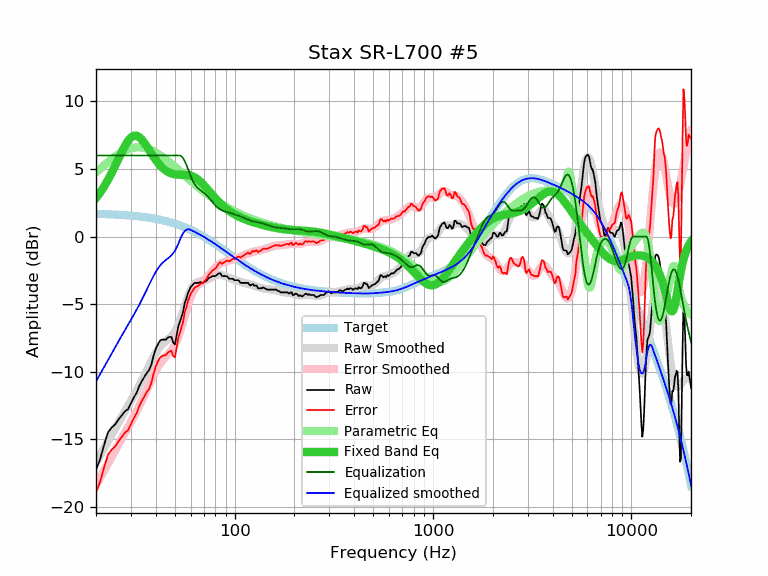 Stax SR-L700 #5
Amplitude (dBr)
10
5
0
−5
−10
−15
−20
Target
Raw Smoothed
Error Smoothed
Raw
Error
Parametric Eq
Fixed Band Eq
Equalization
Equalized smoothed
100 1000 10000
Frequency (Hz)